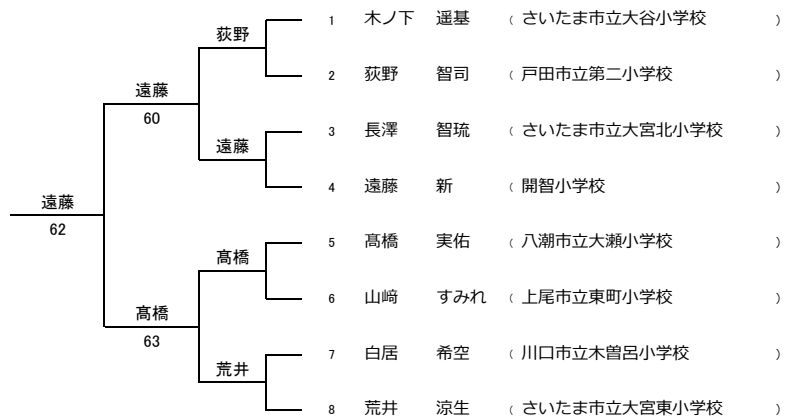 荻野
遠藤
60
遠藤
遠藤
62
髙橋
髙橋
63
荒井
1 木ノ下 遥基 ( さいたま市立大谷小学校 )
2 荻野 智司 ( 戸田市立第二小学校 )
3 長澤 智琉 ( さいたま市立大宮北小学校 )
4 遠藤 新 ( 開智小学校 )
5 髙橋 実佑 ( 八潮市立大瀬小学校 )
6 山﨑 すみれ ( 上尾市立東町小学校 )
7 白居 希空 ( 川口市立木曽呂小学校 )
8 荒井 涼生 ( さいたま市立大宮東小学校 )